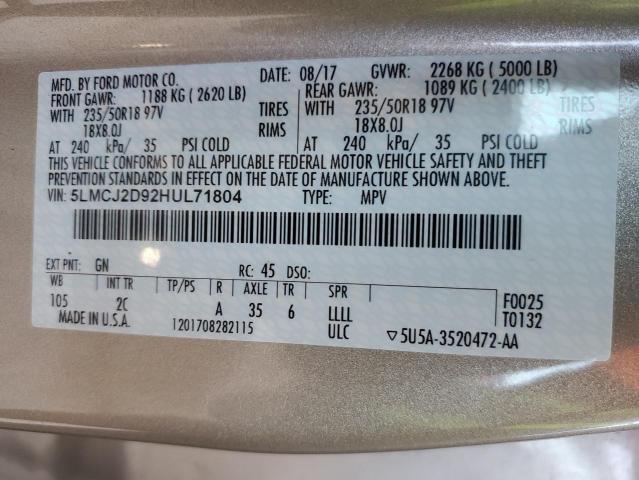 MFD. BY FORD MOTOR CO. DATE: 08/17 GVWR: 2268 KG ( 5000 LB)
FRONT GAWR: 1188 KG ( 2620 LB) REAR GAWR: 1089 KG ( 2400 LB)
WITH 235/50R18 97V TIRES WITH 235/50R18 97V TIRES
18X8.0J RIMS 18X8.0J RIMS
AT 240 kPa/ 35 PSI COLD AT 240 kPa/ 35 PSI COLD
THIS VEHICLE CONFORMS TO ALL APPLICABLE FEDERAL MOTOR VEHICLE SAFETY AND THEFT
PREVENTION STANDARDS IN EFFECT ON THE DATE OF MANUFACTURE SHOWN ABOVE.
VIN: 5LMCJ2D92HUL71804 TYPE: MPV
EXT PNT: GN RC: 45 DSO:
WB INT TR TP/PS R AXLE TR SPR F0025
105 2C A 35 6 LLLL T0132
MADE IN U.S.A. 1201708282115 ULC ▽5U5A-3520472-AA